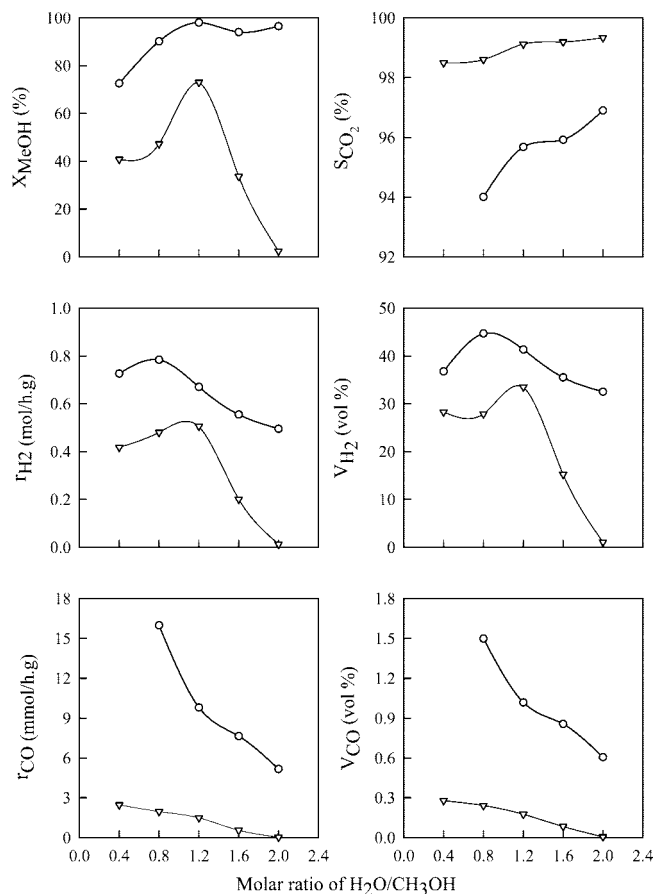 100 80 60 40 20 0
X_MeOH (%)
100 98 96 94 92
S_CO2 (%)
1.0 0.8 0.6 0.4 0.2 0.0
r_H2 (mol/h.g)
50 40 30 20 10 0
V_H2 (vol %)
18 15 12 9 6 3 0
r_CO (mmol/h.g)
1.8 1.5 1.2 0.9 0.6 0.3 0.0
V_CO (vol %)
0.0 0.4 0.8 1.2 1.6 2.0 2.4
0.0 0.4 0.8 1.2 1.6 2.0 2.4
Molar ratio of H2O/CH3OH